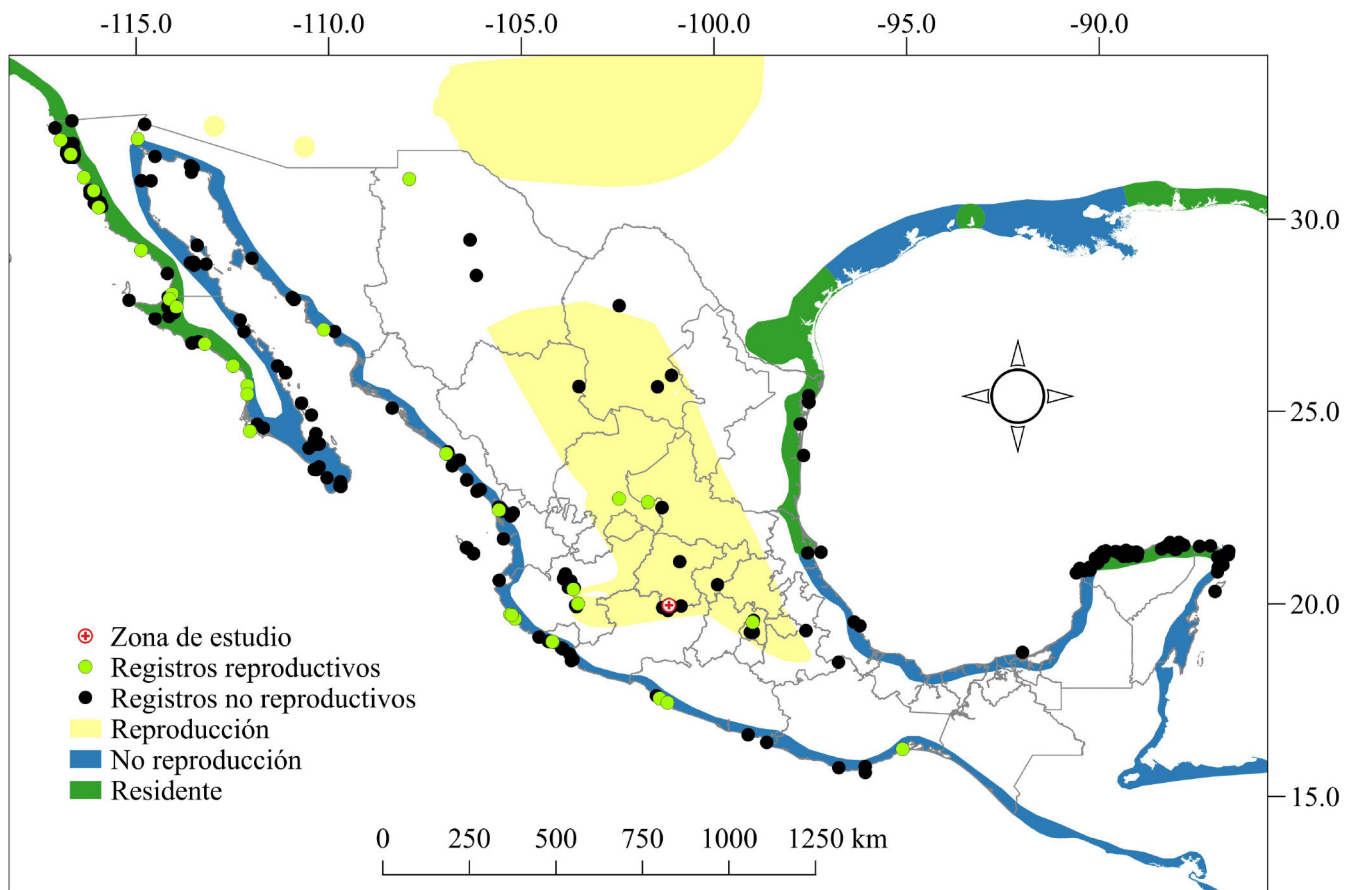 -115.0 -110.0 -105.0 -100.0 -95.0 -90.0
30.0
25.0
20.0
15.0
Zona de estudio
Registros reproductivos
Registros no reproductivos
Reproducción
No reproducción
Residente
0 250 500 750 1000 1250 km